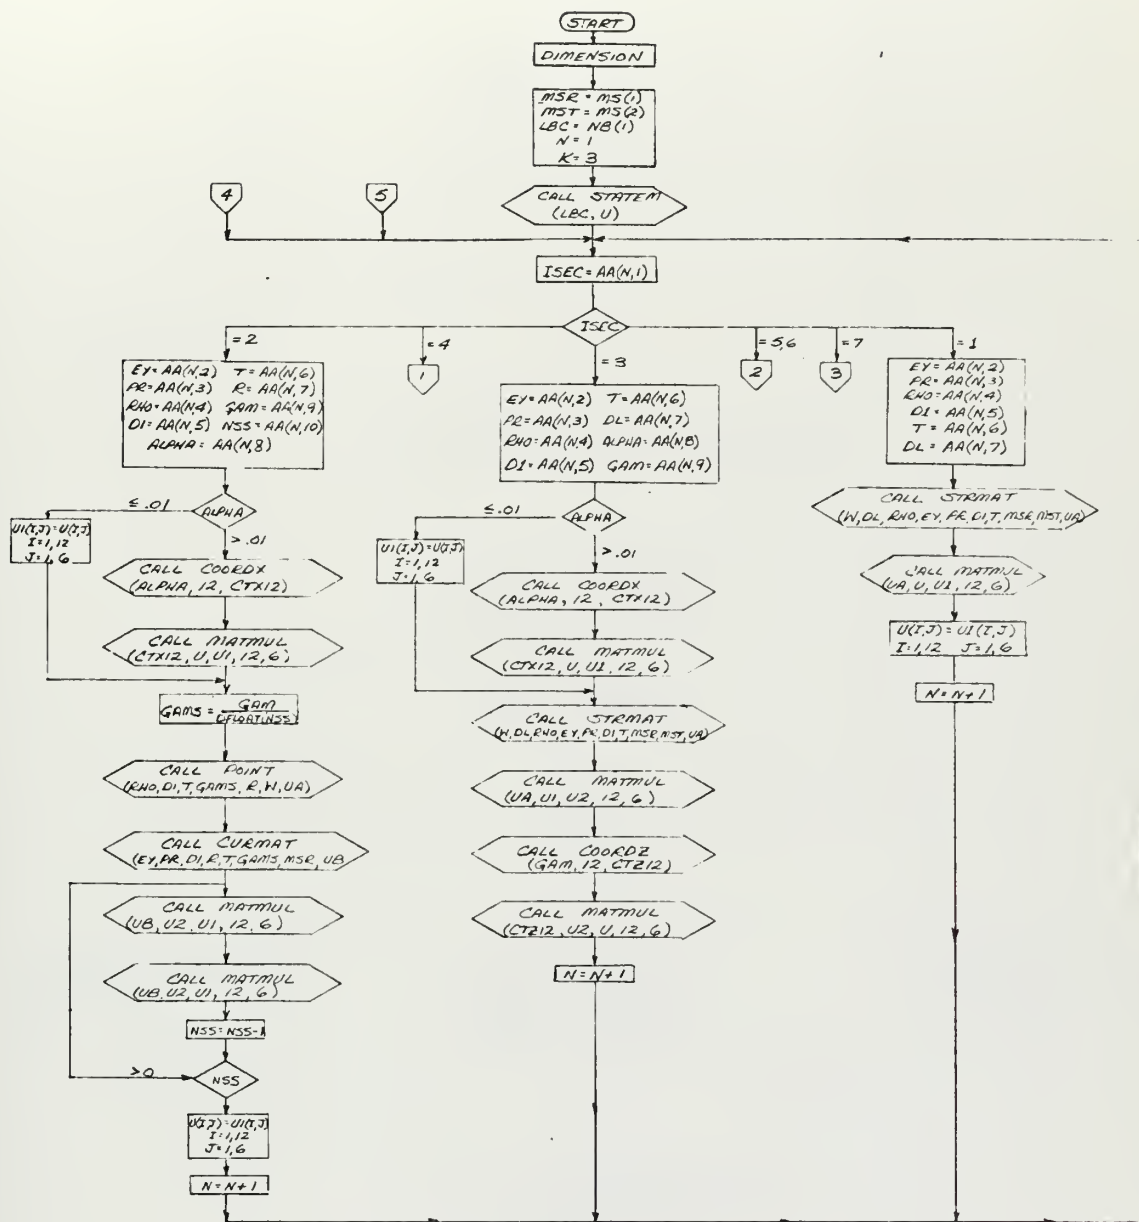 START
DIMENSION
MSR = MS(1)
MST = MS(2)
LBC = NB(1)
N = 1
K = 3
4
5
CALL STATEM
(LBC, U)
ISEC=AA(N,1)
ISEC
= 2
= 4
= 3
= 5,6
= 7
= 1
1
2
3
EY=AA(N,2) T=AA(N,6)
PR=AA(N,3) R=AA(N,7)
RHO=AA(N,4) GAM=AA(N,9)
DI=AA(N,5) NSS=AA(N,10)
ALPHA = AA(N,8)
ALPHA
≤ .01
> .01
U1(I,J)=U(I,J)
I=1,12
J=1,6
CALL COORDX
(ALPHA, 12, CTX12)
CALL MATMUL
(CTX12, U, U1, 12, 6)
GAMS = GAM
DFLOAT(NSS)
CALL POINT
(RHO, DI, T, GAMS, R, W, UA)
CALL CURMAT
(EY, PR, DI, R, T, GAMS, MSR, UB
CALL MATMUL
(UB, U2, U1, 12, 6)
CALL MATMUL
(UB, U2, U1, 12, 6)
NSS=NSS-1
>0
NSS
U(I,J)=U1(I,J)
I=1,12
J=1,6
N=N+1
EY=AA(N,2) T=AA(N,6)
PR=AA(N,3) DL=AA(N,7)
RHO=AA(N,4) ALPHA=AA(N,8)
DI=AA(N,5) GAM=AA(N,9)
ALPHA
≤.01
>.01
U1(I,J)=U(I,J)
I=1,12
J=1,6
CALL COORDX
(ALPHA, 12, CTX12)
CALL MATMUL
(CTX12, U, U1, 12, 6)
CALL STRMAT
(W, DL, RHO, EY, PR, DI, T, MSR, MST, UA)
CALL MATMUL
(UA, U1, U2, 12, 6)
CALL COORDZ
(GAM, 12, CTZ12)
CALL MATMUL
(CTZ12, U2, U, 12, 6)
N=N+1
EY=AA(N,2)
PR=AA(N,3)
RHO=AA(N,4)
DI=AA(N,5)
T=AA(N,6)
DL=AA(N,7)
CALL STRMAT
(W, DL, RHO, EY, PR, DI, T, MSR, MST, UA)
CALL MATMUL
(UA, U, U1, 12, 6)
U(I,J)=U1(I,J)
I=1,12 J=1,6
N=N+1